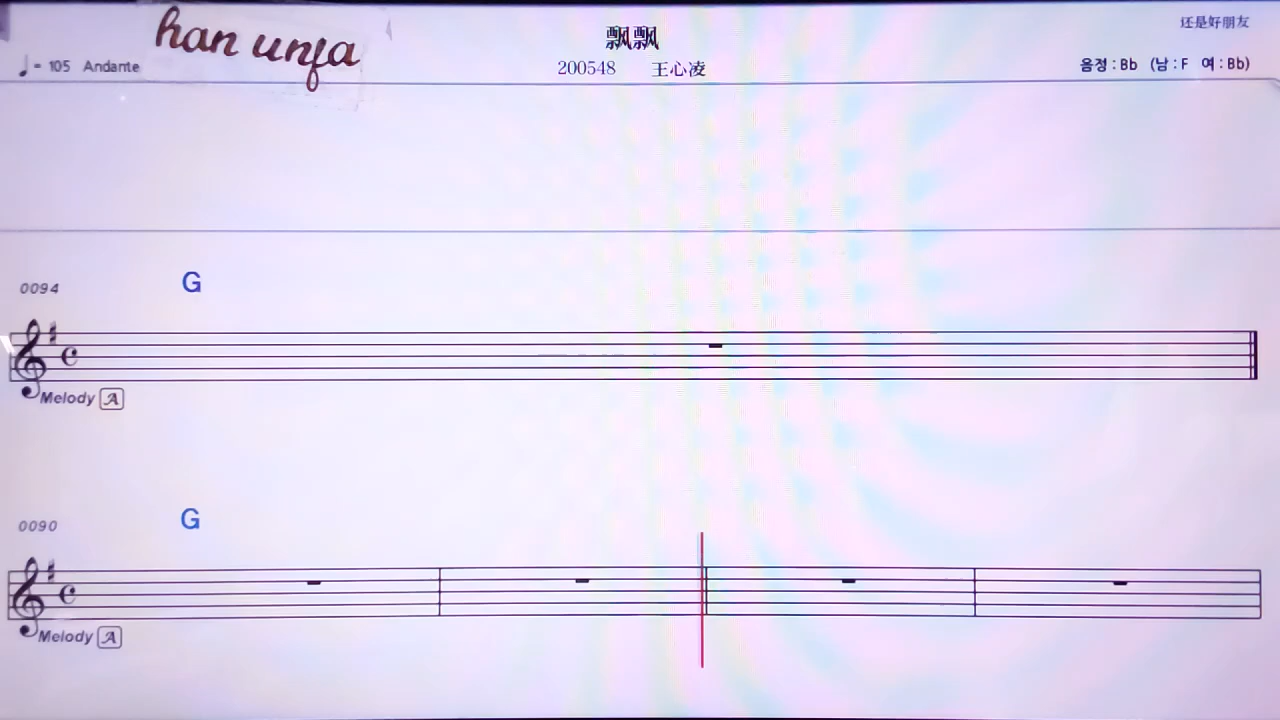 han unfa
飘飘
还是好朋友
♩ = 105 Andante
200548 王心凌
음정 : Bb (남 : F 여 : Bb)
0094 G
Melody A
0090 G
Melody A